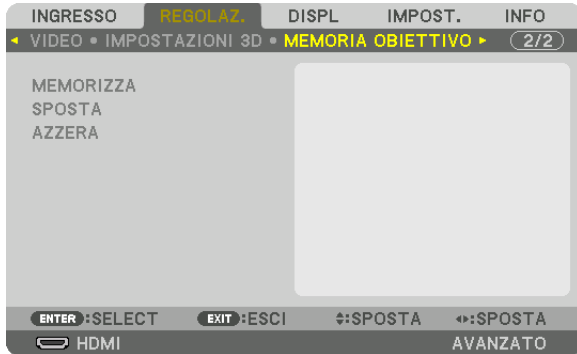 INGRESSO REGOLAZ. DISPL IMPOST. INFO
◄ VIDEO • IMPOSTAZIONI 3D • MEMORIA OBIETTIVO ► 2/2
MEMORIZZA
SPOSTA
AZZERA
ENTER :SELECT EXIT :ESCI :SPOSTA :SPOSTA
HDMI AVANZATO